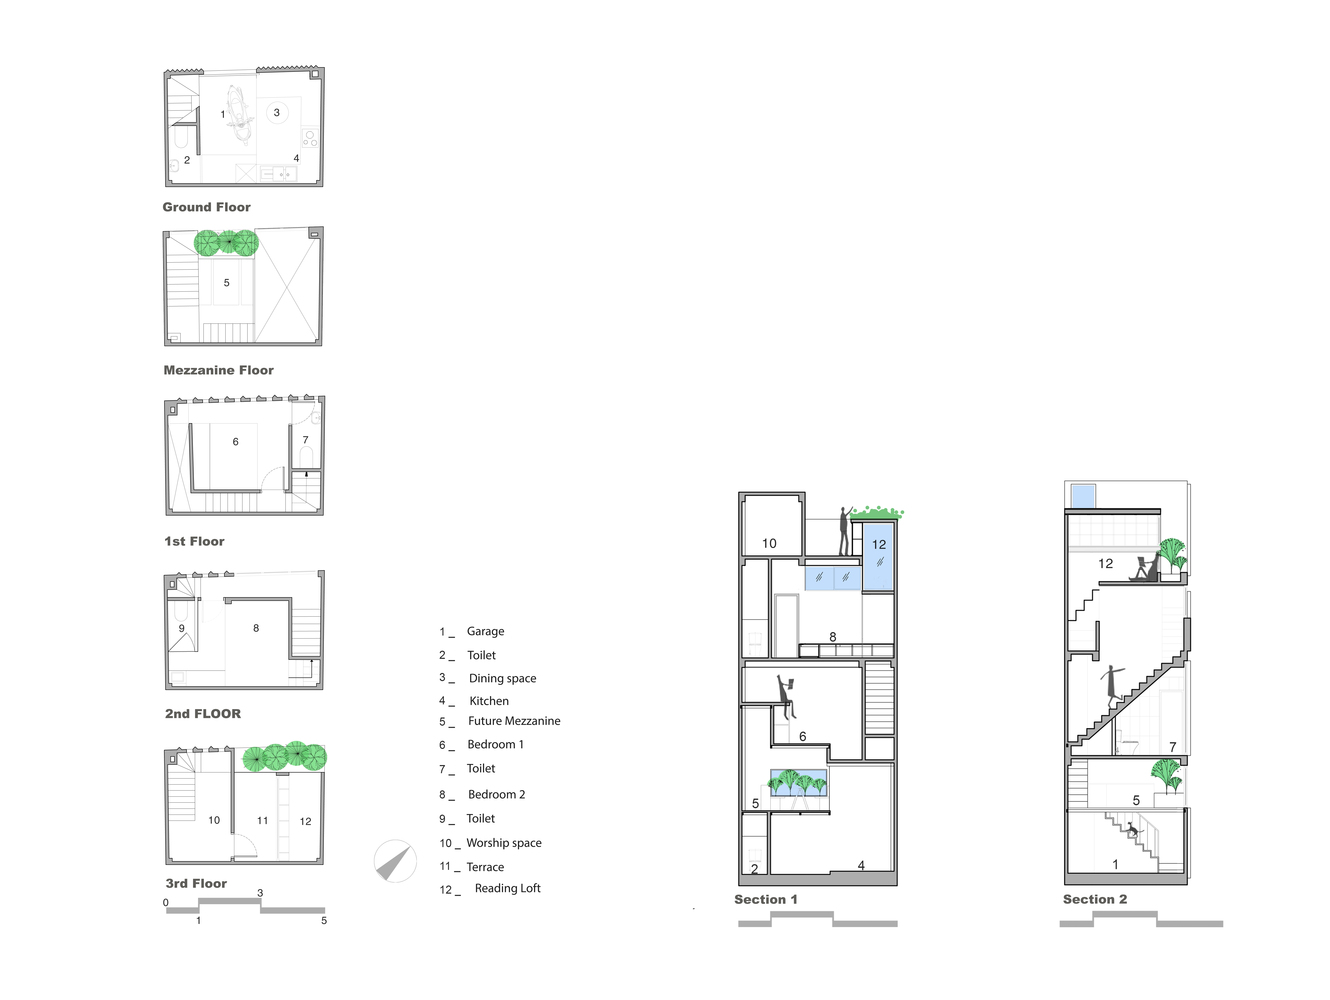 1
3
2
4
Ground Floor
5
Mezzanine Floor
6
7
1st Floor
9
8
2nd FLOOR
10
11
12
3rd Floor
0
3
1
5
1 _ Garage
2 _ Toilet
3 _ Dining space
4 _ Kitchen
5 _ Future Mezzanine
6 _ Bedroom 1
7 _ Toilet
8 _ Bedroom 2
9 _ Toilet
10 _ Worship space
11 _ Terrace
12 _ Reading Loft
10
12
8
6
5
2
4
Section 1
12
7
5
1
Section 2